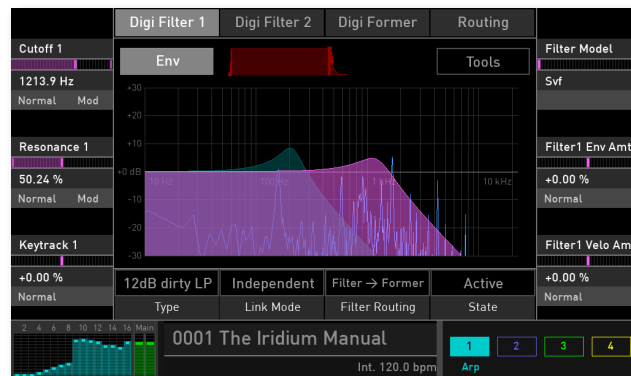 Digi Filter 1 Digi Filter 2 Digi Former Routing
Cutoff 1
1213.9 Hz
Normal Mod
Resonance 1
50.24 %
Normal Mod
Keytrack 1
+0.00 %
Normal
Env Tools
+30
+20
+10
+0 dB
-10
-20
-30
10 Hz 100 Hz 1 kHz 10 kHz
Filter Model
Svf
Filter1 Env Amt
+0.00 %
Normal
Filter1 Velo Am
+0.00 %
Normal
12dB dirty LP Independent Filter → Former Active
Type Link Mode Filter Routing State
2 4 6 8 10 12 14 16 Main
0001 The Iridium Manual
Int. 120.0 bpm
1 2 3 4
Arp